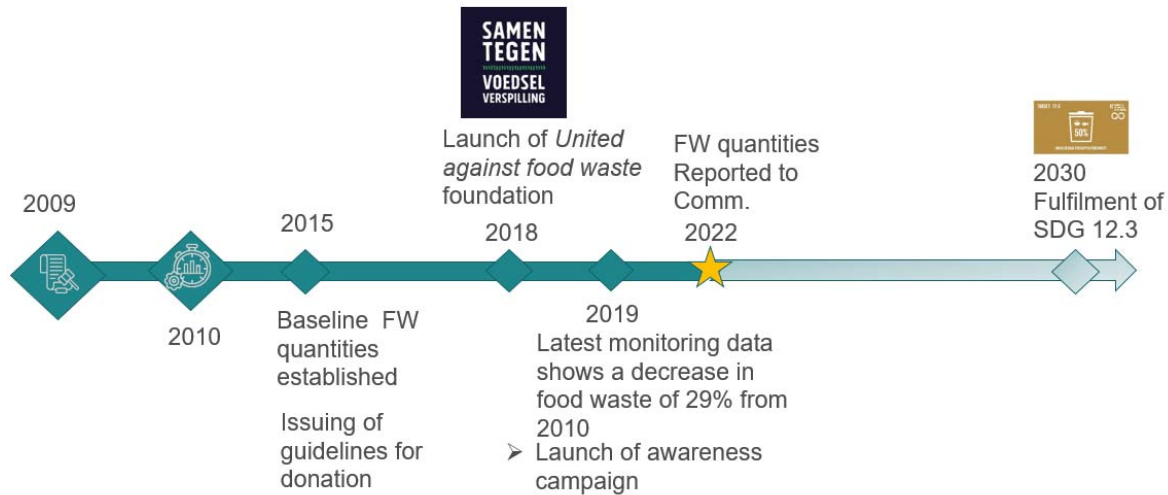 SAMEN
TEGEN
VOEDSEL
VERSPILLING
Launch of United
against food waste
foundation
FW quantities
Reported to
Comm.
50%
2030
Fulfilment of
SDG 12.3
2009
2015
2018
2022
2010
Baseline FW
quantities
established
Issuing of
guidelines for
donation
2019
Latest monitoring data
shows a decrease in
food waste of 29% from
2010
➢ Launch of awareness
campaign